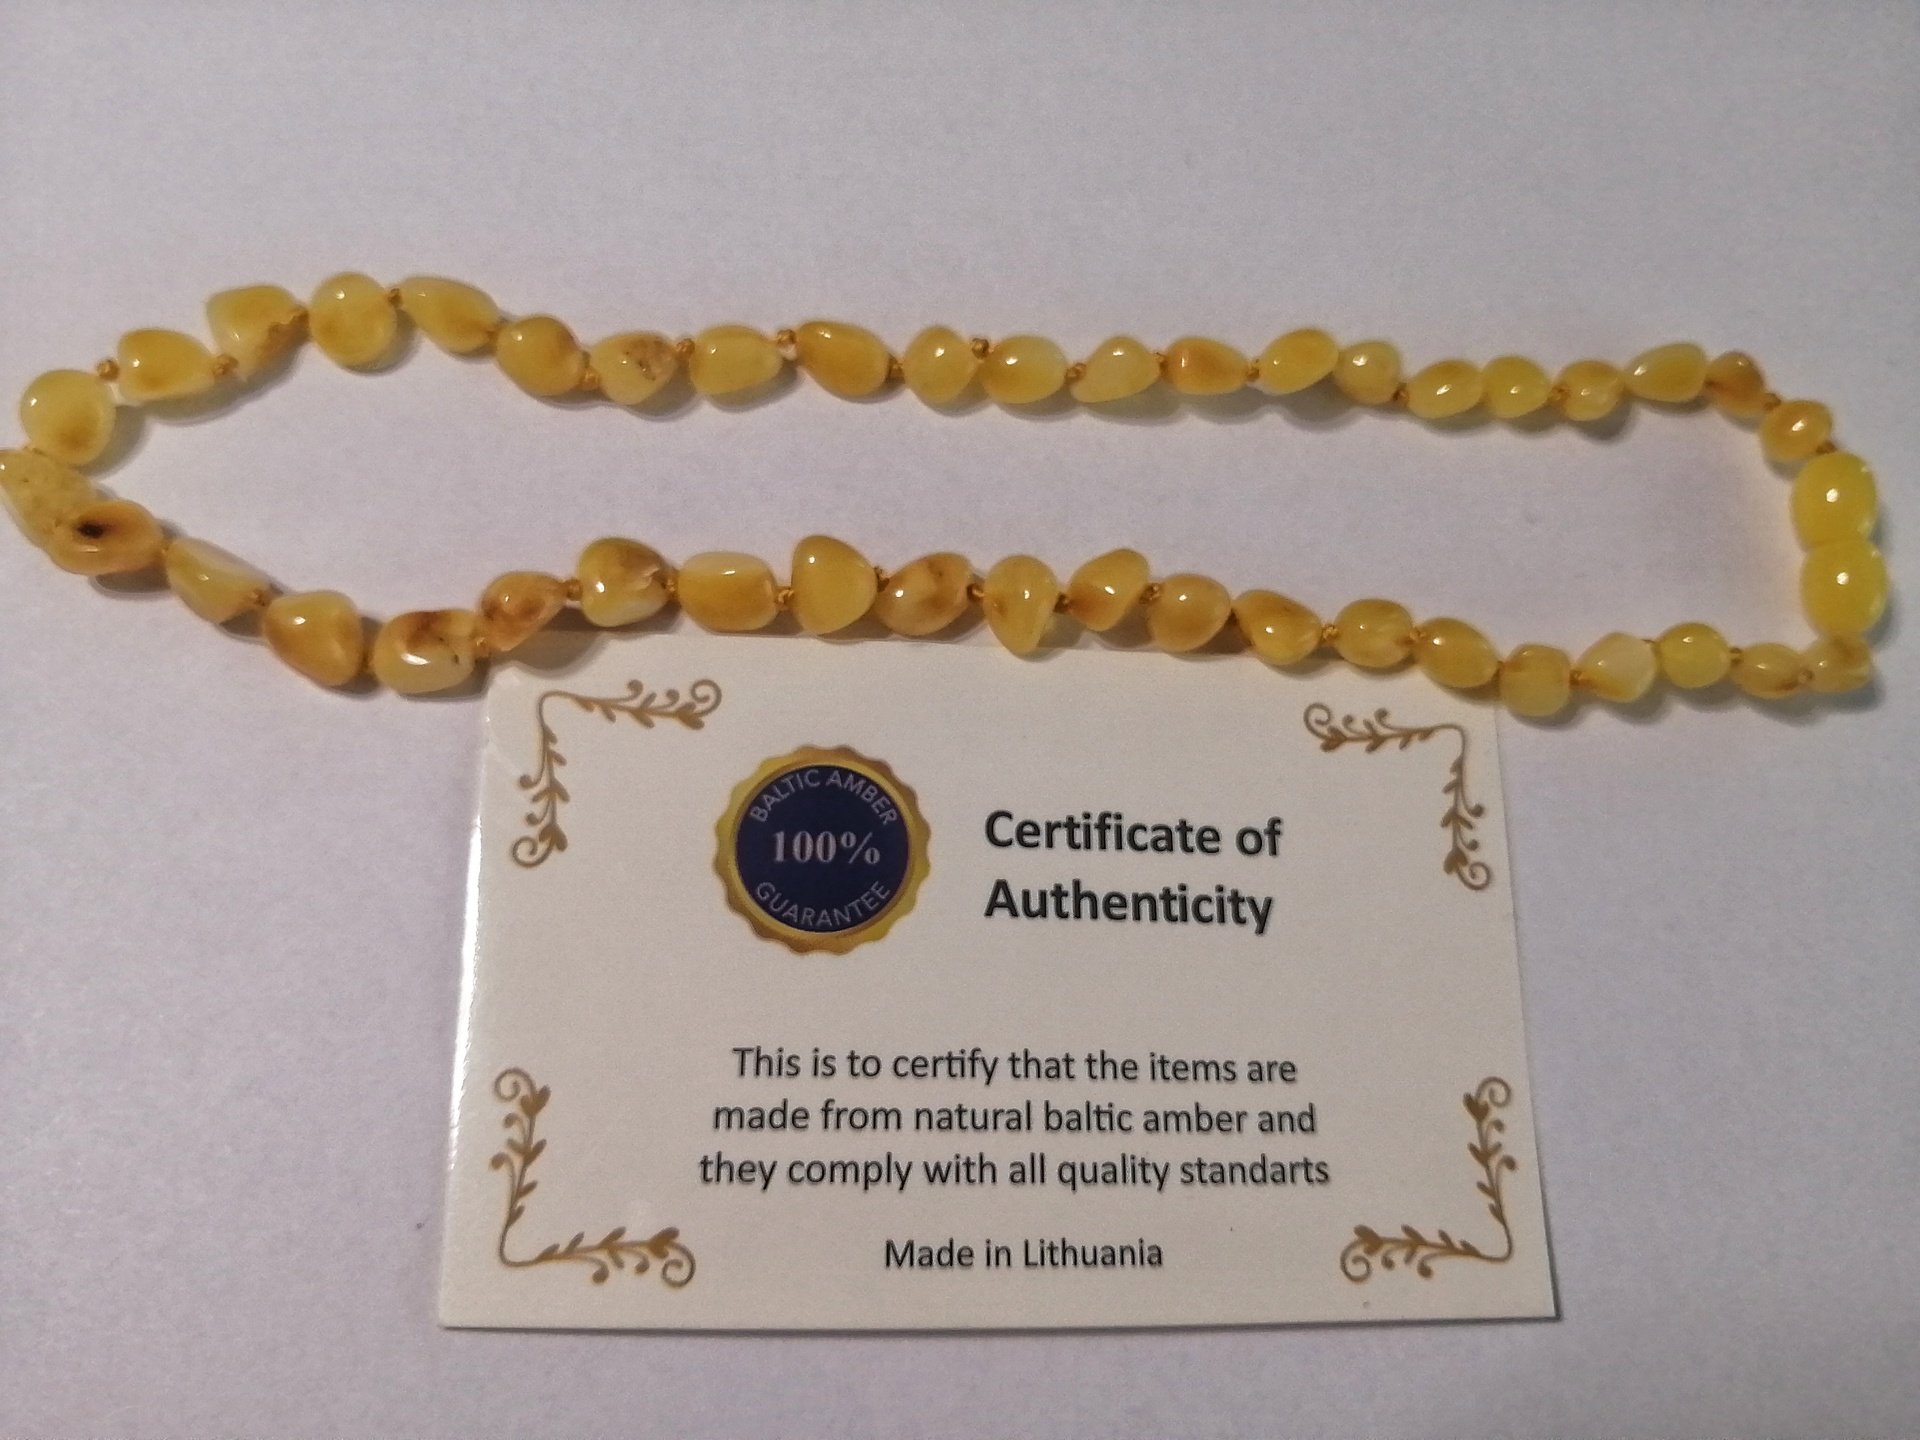 BALTIC AMBER
100%
GUARANTEE
Certificate of
Authenticity
This is to certify that the items are
made from natural baltic amber and
they comply with all quality standarts
Made in Lithuania